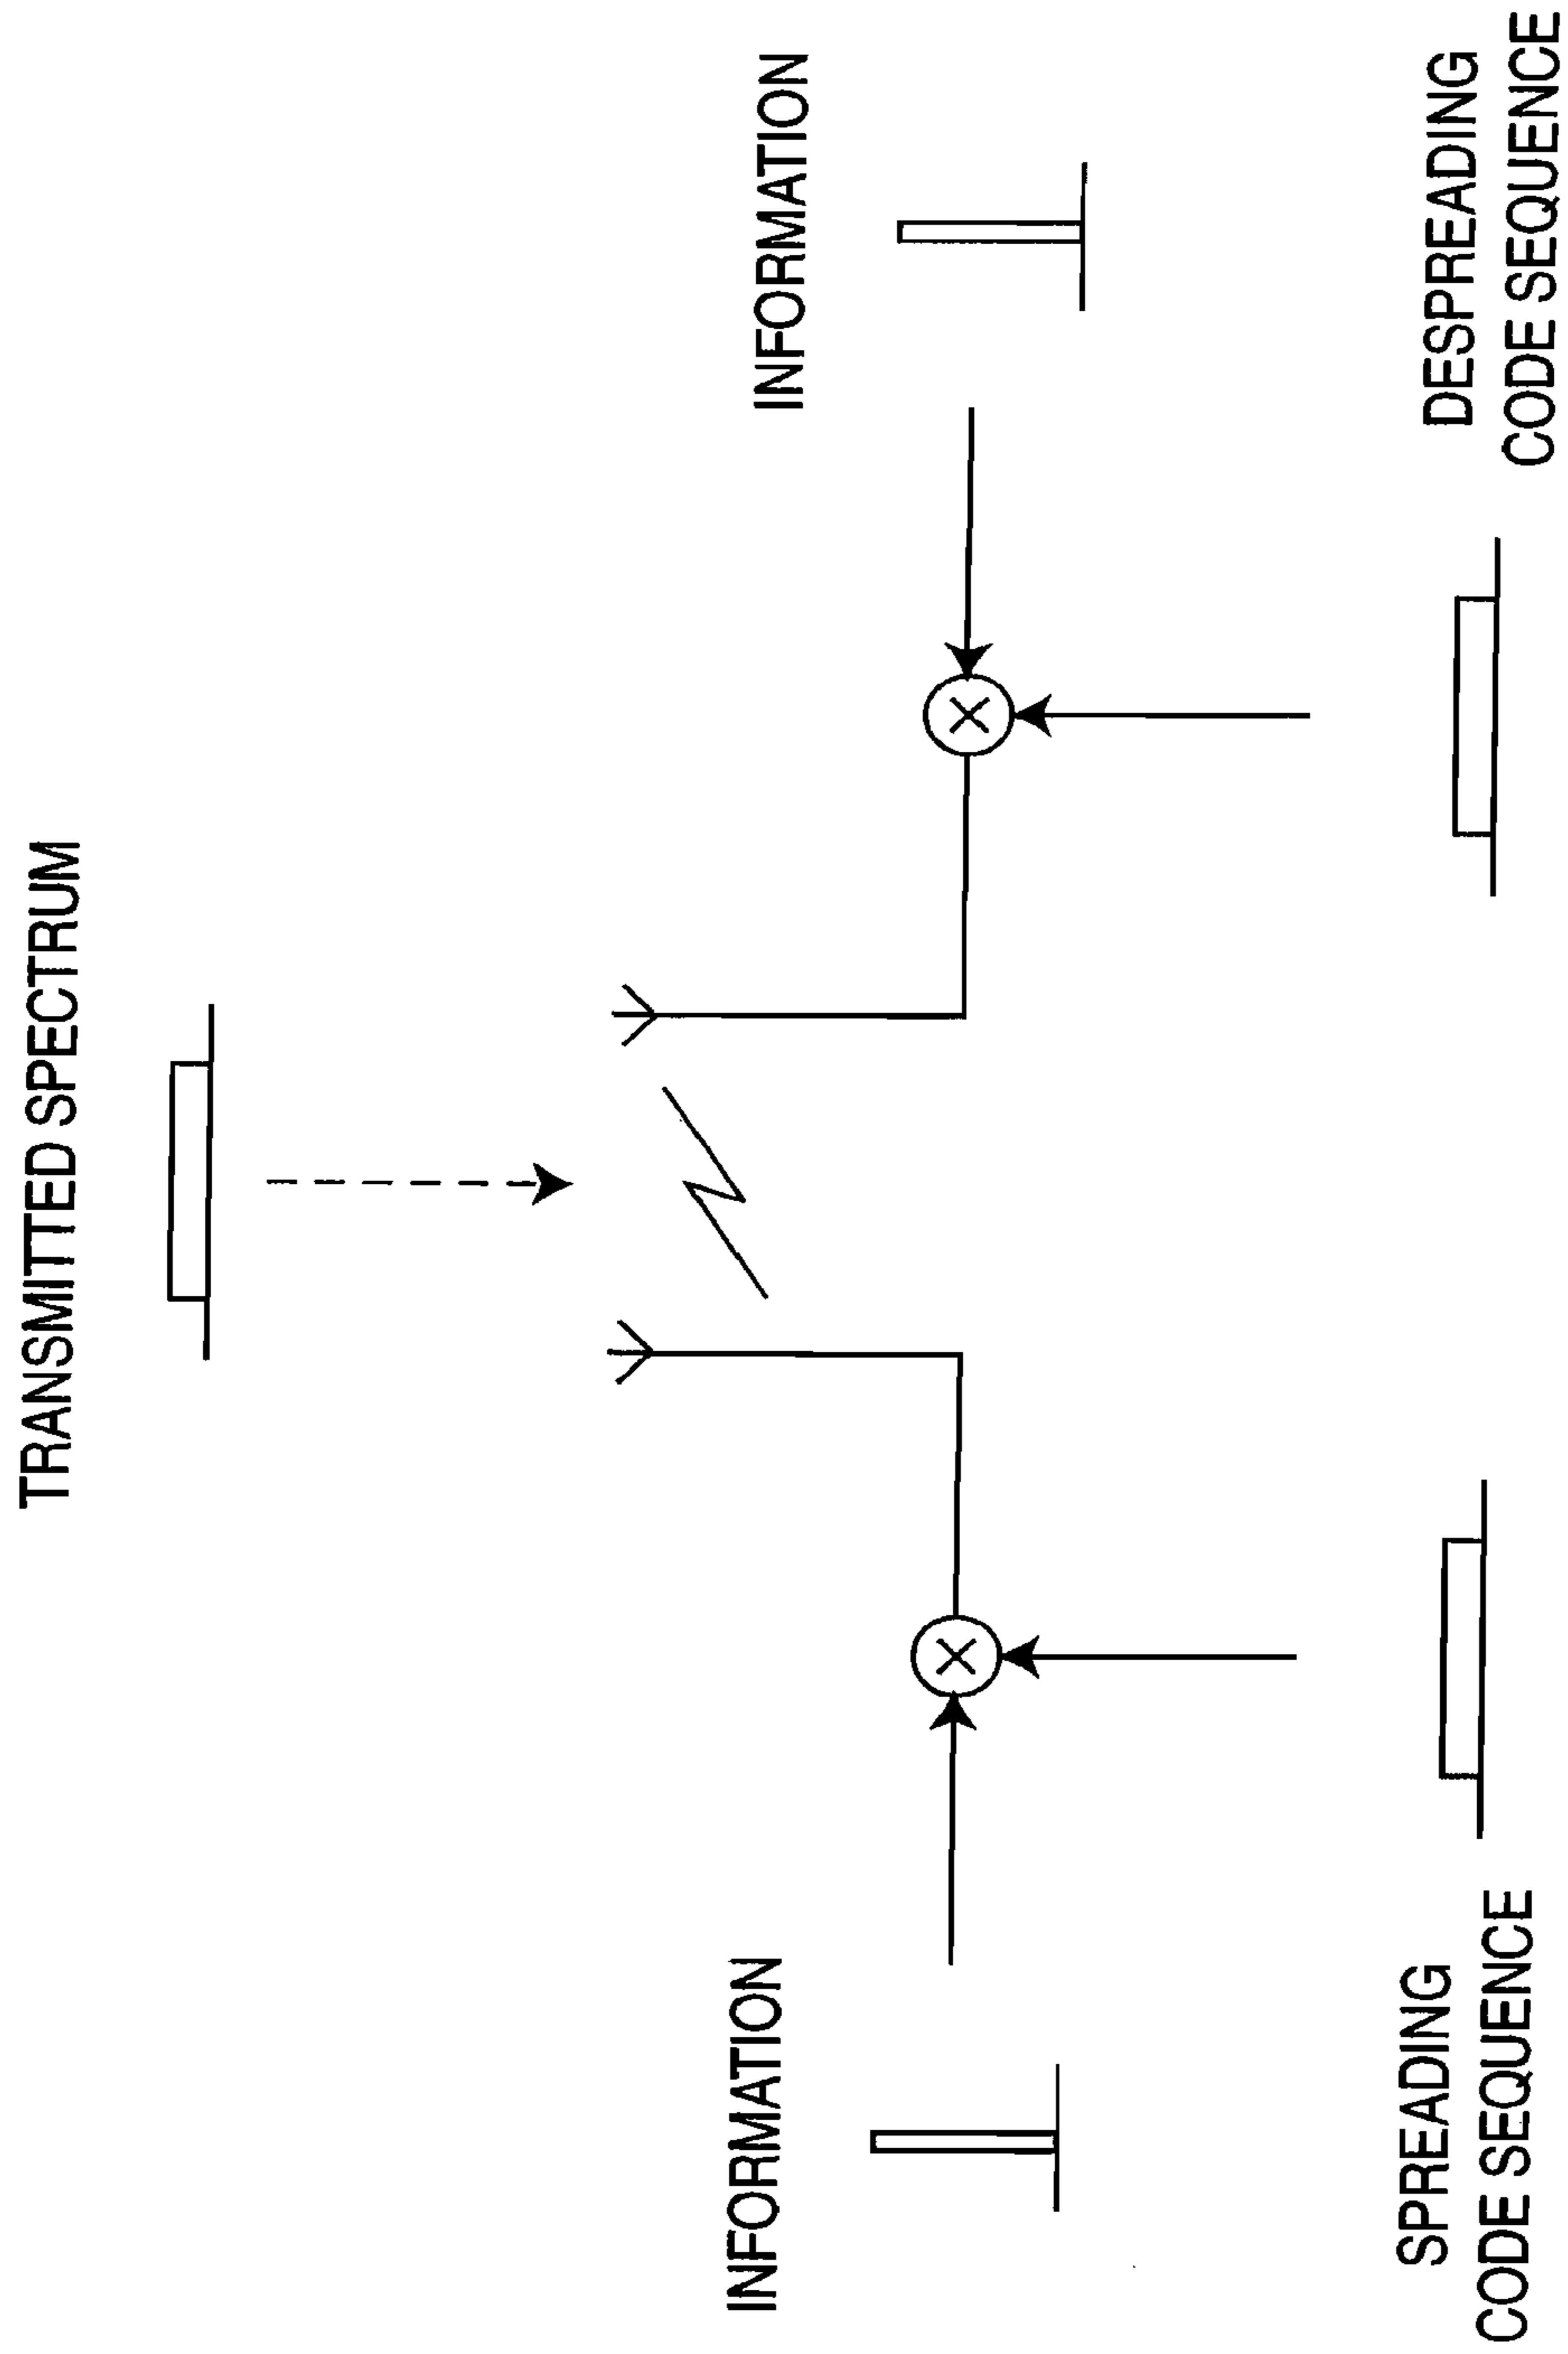 TRANSMITTED SPECTRUM
INFORMATION
INFORMATION
SPREADING
CODE SEQUENCE
DESPREADING
CODE SEQUENCE